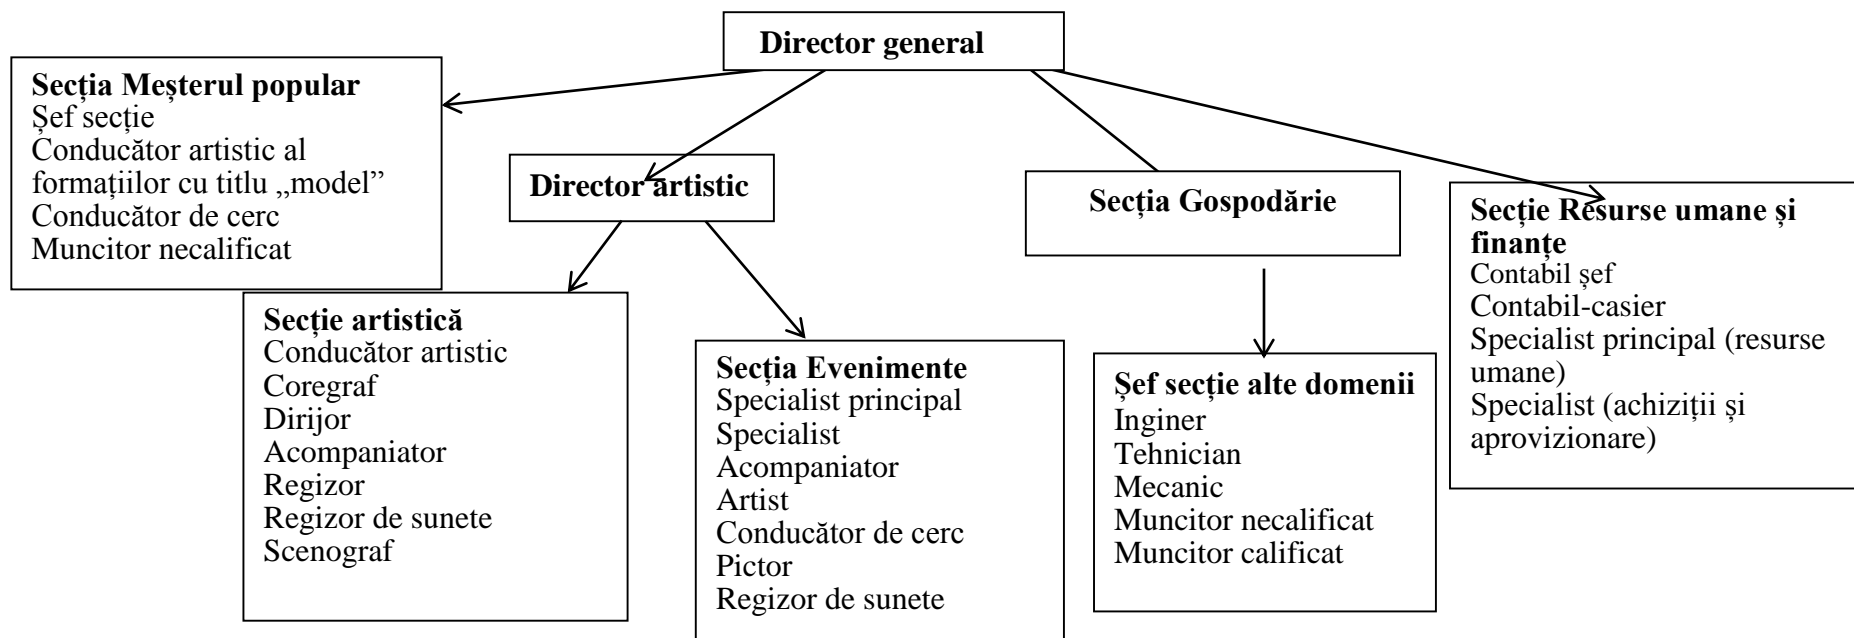 Director general
Secția Meșterul popular
Șef secție
Conducător artistic al
formațiilor cu titlu „model”
Conducător de cerc
Muncitor necalificat
Director artistic
Secția Gospodărie
Secție Resurse umane și
finanțe
Contabil șef
Contabil-casier
Specialist principal (resurse
umane)
Specialist (achiziții și
aprovizionare)
Secție artistică
Conducător artistic
Coregraf
Dirijor
Acompaniator
Regizor
Regizor de sunete
Scenograf
Secția Evenimente
Specialist principal
Specialist
Acompaniator
Artist
Conducător de cerc
Pictor
Regizor de sunete
Șef secție alte domenii
Inginer
Tehnician
Mecanic
Muncitor necalificat
Muncitor calificat